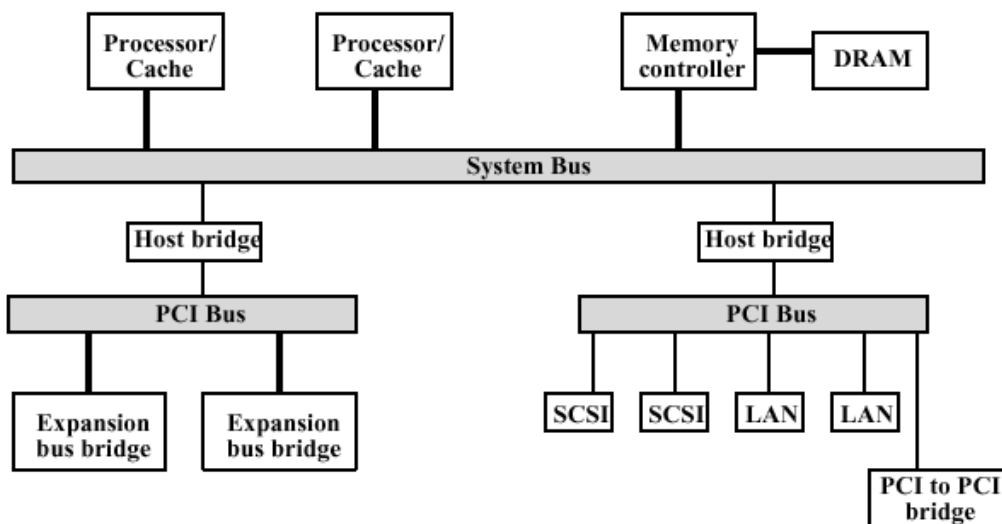 Processor/
Cache
Processor/
Cache
Memory
controller
DRAM
System Bus
Host bridge
Host bridge
PCI Bus
PCI Bus
Expansion
bus bridge
Expansion
bus bridge
SCSI
SCSI
LAN
LAN
PCI to PCI
bridge